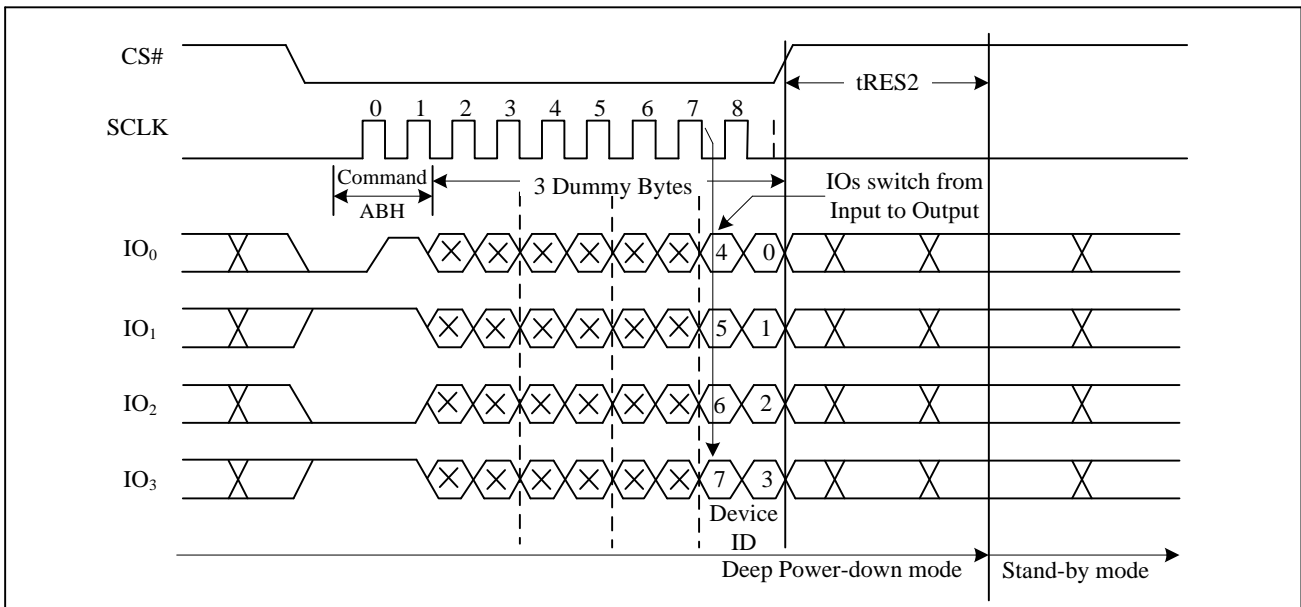 CS#
tRES2
0 1 2 3 4 5 6 7 8
SCLK
Command
ABH
3 Dummy Bytes
IOs switch from
Input to Output
IO0
4 0
IO1
5 1
IO2
6 2
IO3
7 3
Device
ID
Deep Power-down mode
Stand-by mode